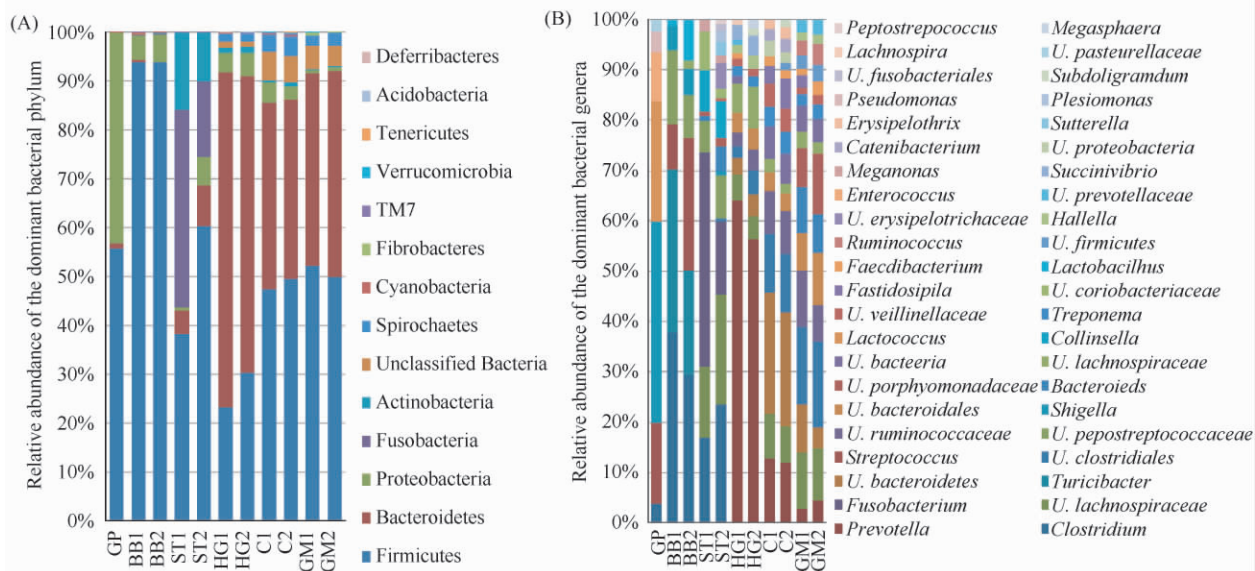 (A)
Relative abundance of the dominant bacterial phylum
100%
90%
80%
70%
60%
50%
40%
30%
20%
10%
0%
GP
BB1
BB2
ST1
ST2
HG1
HG2
C1
C2
GM1
GM2
Deferribacteres
Acidobacteria
Tenericutes
Verrucomicrobia
TM7
Fibrobacteres
Cyanobacteria
Spirochaetes
Unclassified Bacteria
Actinobacteria
Fusobacteria
Proteobacteria
Bacteroidetes
Firmicutes
(B)
Relative abundance of the dominant bacterial genera
100%
90%
80%
70%
60%
50%
40%
30%
20%
10%
0%
GP
BB1
BB2
ST1
ST2
HG1
HG2
C1
C2
GM1
GM2
Peptostrepococcus
Lachnospira
U. fusobacteriales
Pseudomonas
Erysipelothrix
Catenibacterium
Meganonas
Enterococcus
U. erysipelotrichaceae
Ruminococcus
Faecdibacterium
Fastidosipila
U. veillinellaceae
Lactococcus
U. bacteeria
U. porphyomonadaceae
U. bacteroidales
U. ruminococcaceae
Streptococcus
U. bacteroidetes
Fusobacterium
Prevotella
Megasphaera
U. pasteurellaceae
Subdoligramdum
Plesiomonas
Sutterella
U. proteobacteria
Succinivibrio
U. prevotellaceae
Hallella
U. firmicutes
Lactobacilhus
U. coriobacteriaceae
Treponema
Collinsella
U. lachnospiraceae
Bacteroieds
Shigella
U. pepostreptococcaceae
U. clostridiales
Turicibacter
U. lachnospiraceae
Clostridium